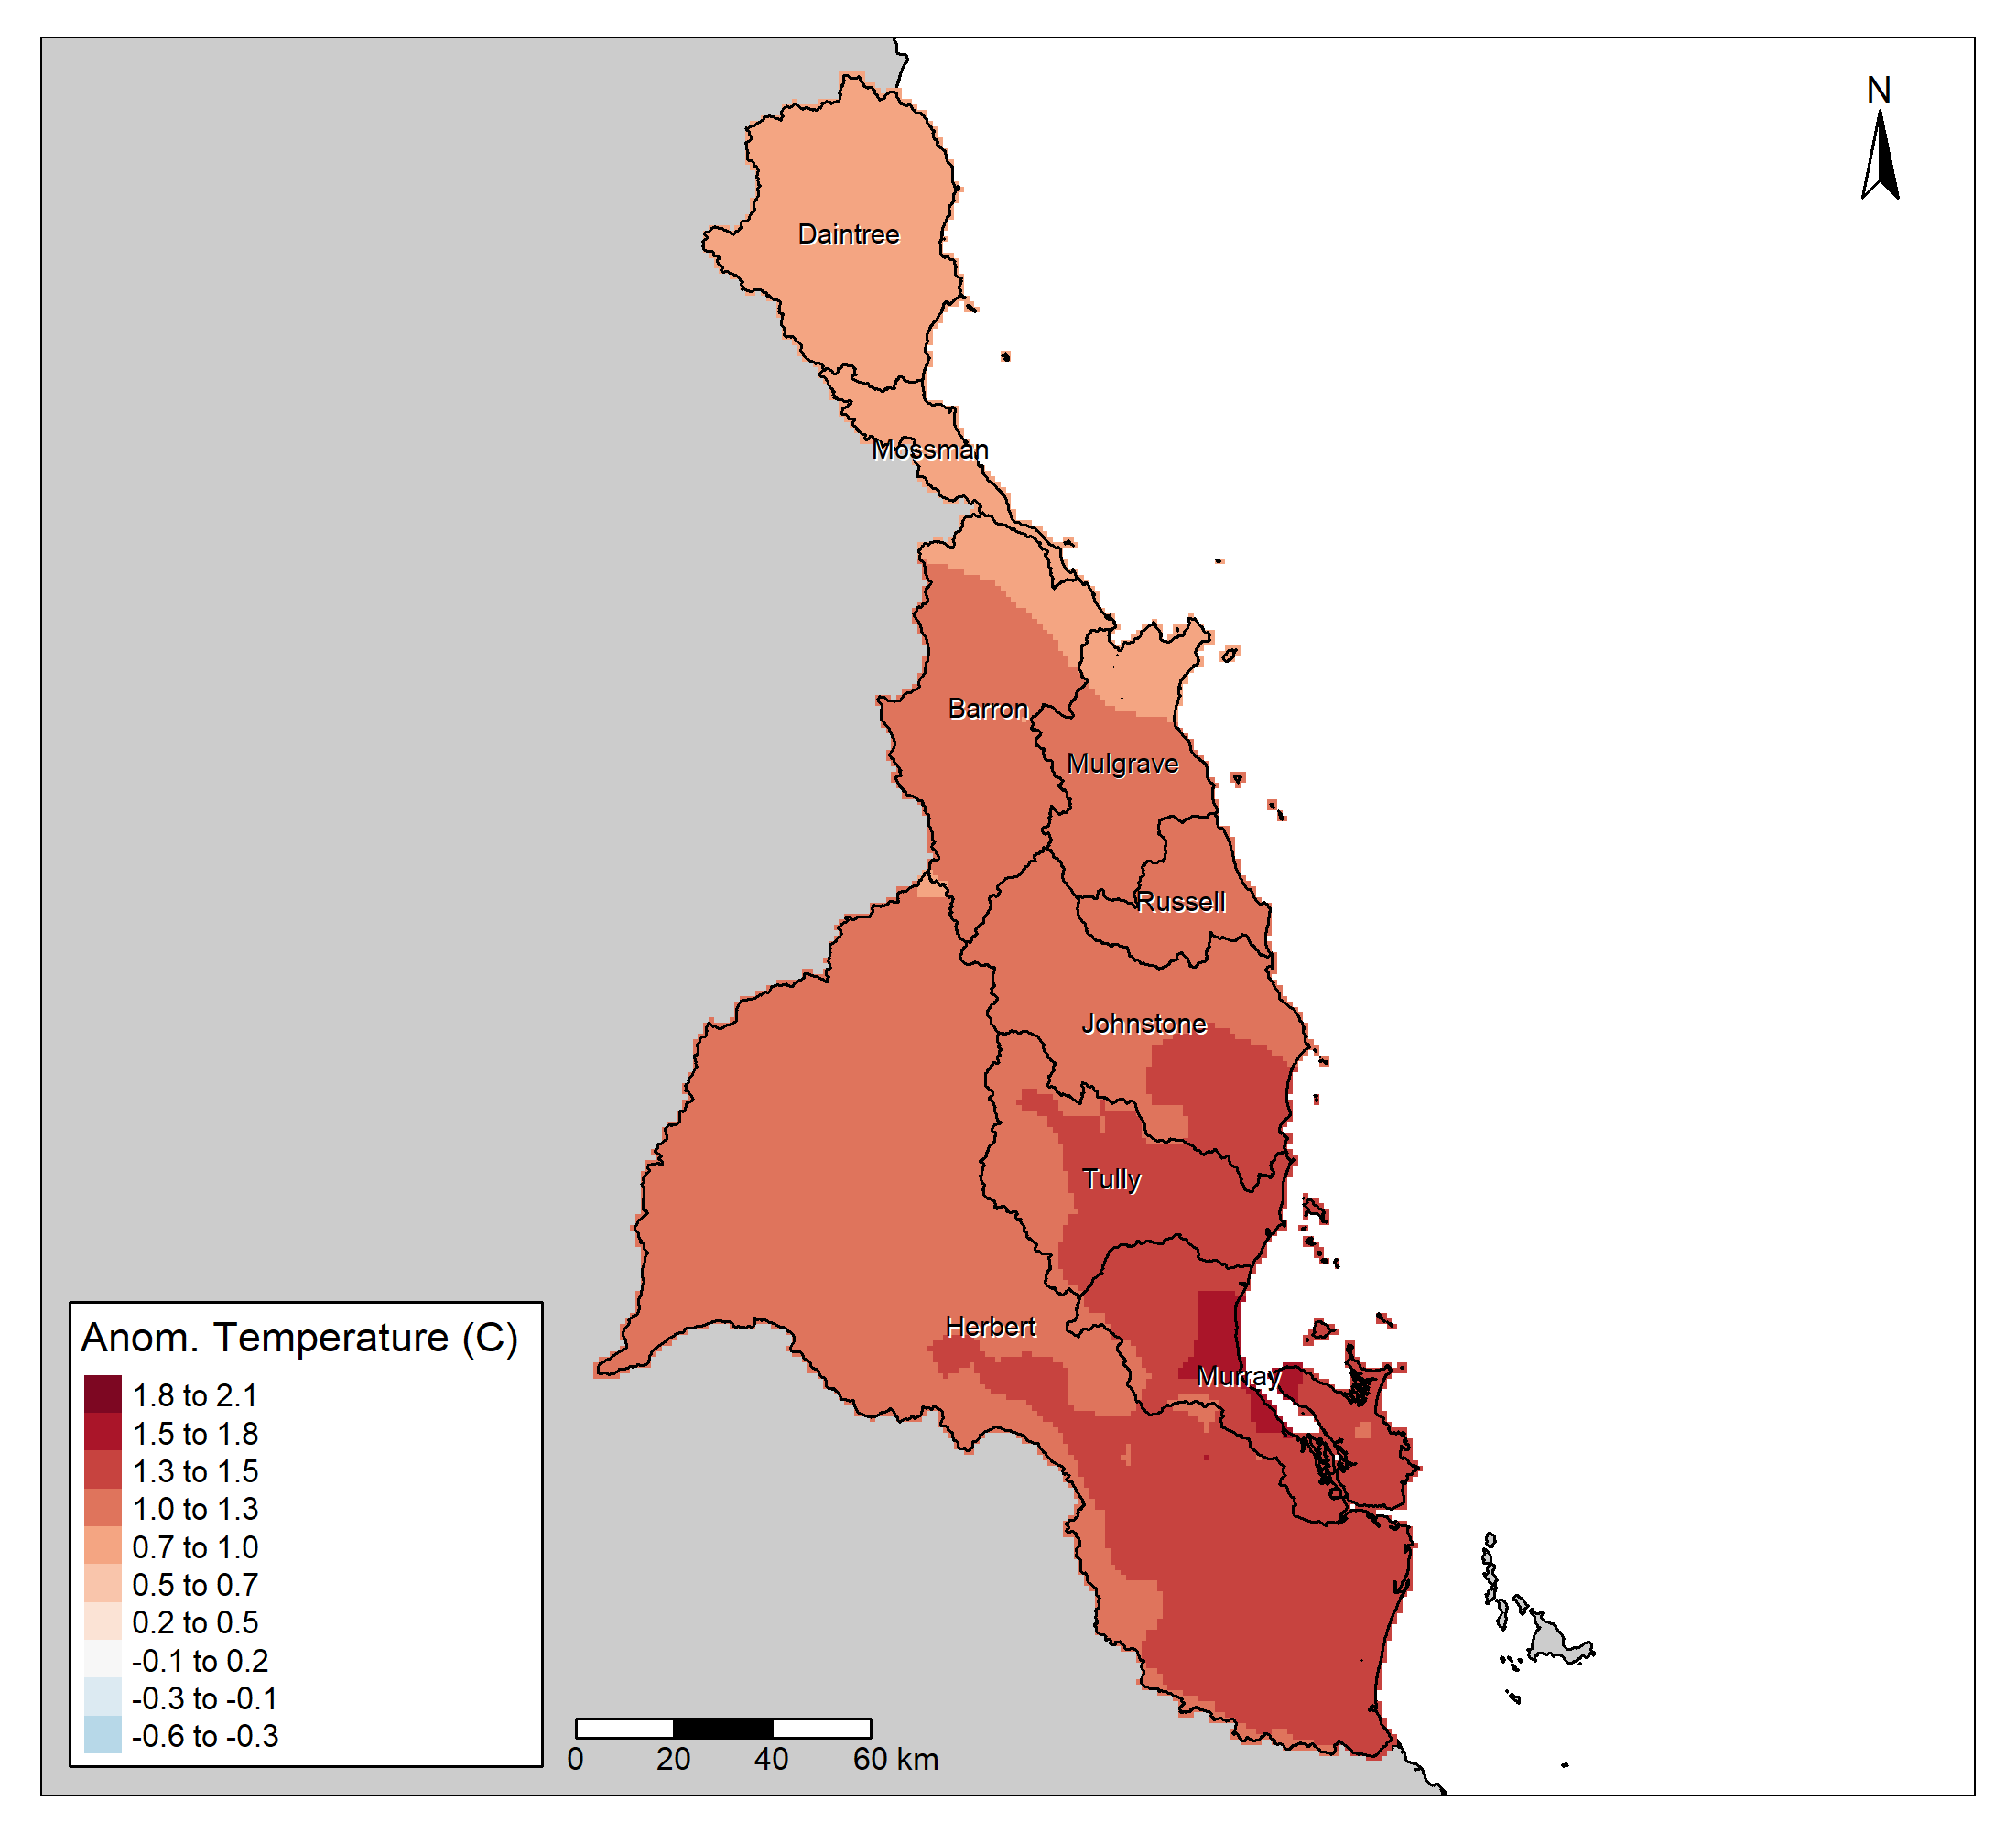 N
Daintree
Mossman
Barron
Mulgrave
Russell
Johnstone
Tully
Herbert
Murray
Anom. Temperature (C)
1.8 to 2.1
1.5 to 1.8
1.3 to 1.5
1.0 to 1.3
0.7 to 1.0
0.5 to 0.7
0.2 to 0.5
-0.1 to 0.2
-0.3 to -0.1
-0.6 to -0.3
0 20 40 60 km